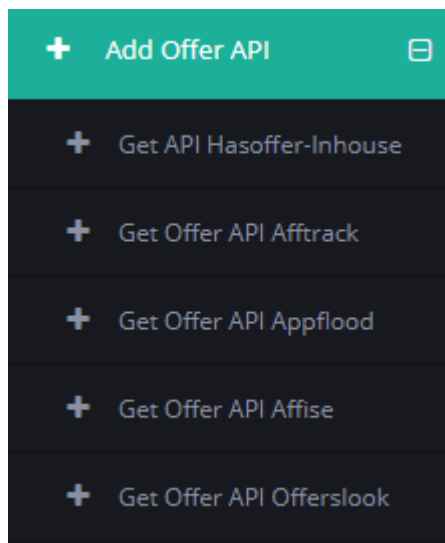 Add Offer API
Get API Hasoffer-Inhouse
Get Offer API Afftrack
Get Offer API Appflood
Get Offer API Affise
Get Offer API Offerslook